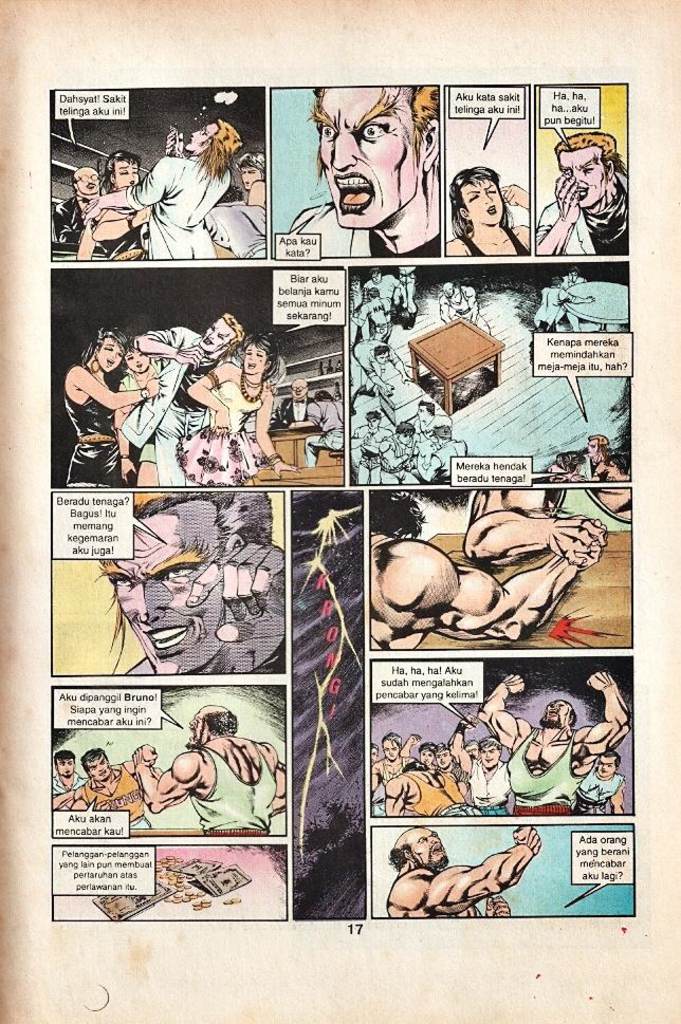 Dahsyat! Sakit
telinga aku ini!
Apa kau
kata?
Aku kata sakit
telinga aku ini!
Ha, ha,
ha...aku
pun begitu!
Biar aku
belanja kamu
semua minum
sekarang!
Kenapa mereka
memindahkan
meja-meja itu, hah?
Mereka hendak
beradu tenaga!
Beradu tenaga?
Bagus! Itu
memang
kegemaran
aku juga!
KRONG!
Aku dipanggil Bruno!
Siapa yang ingin
mencabar aku ini?
Aku akan
mencabar kau!
Ha, ha, ha! Aku
sudah mengalahkan
pencabar yang kelima!
Pelanggan-pelanggan
yang lain pun membuat
pertaruhan atas
perlawanan itu.
Ada orang
yang berani
mencabar
aku lagi?
17